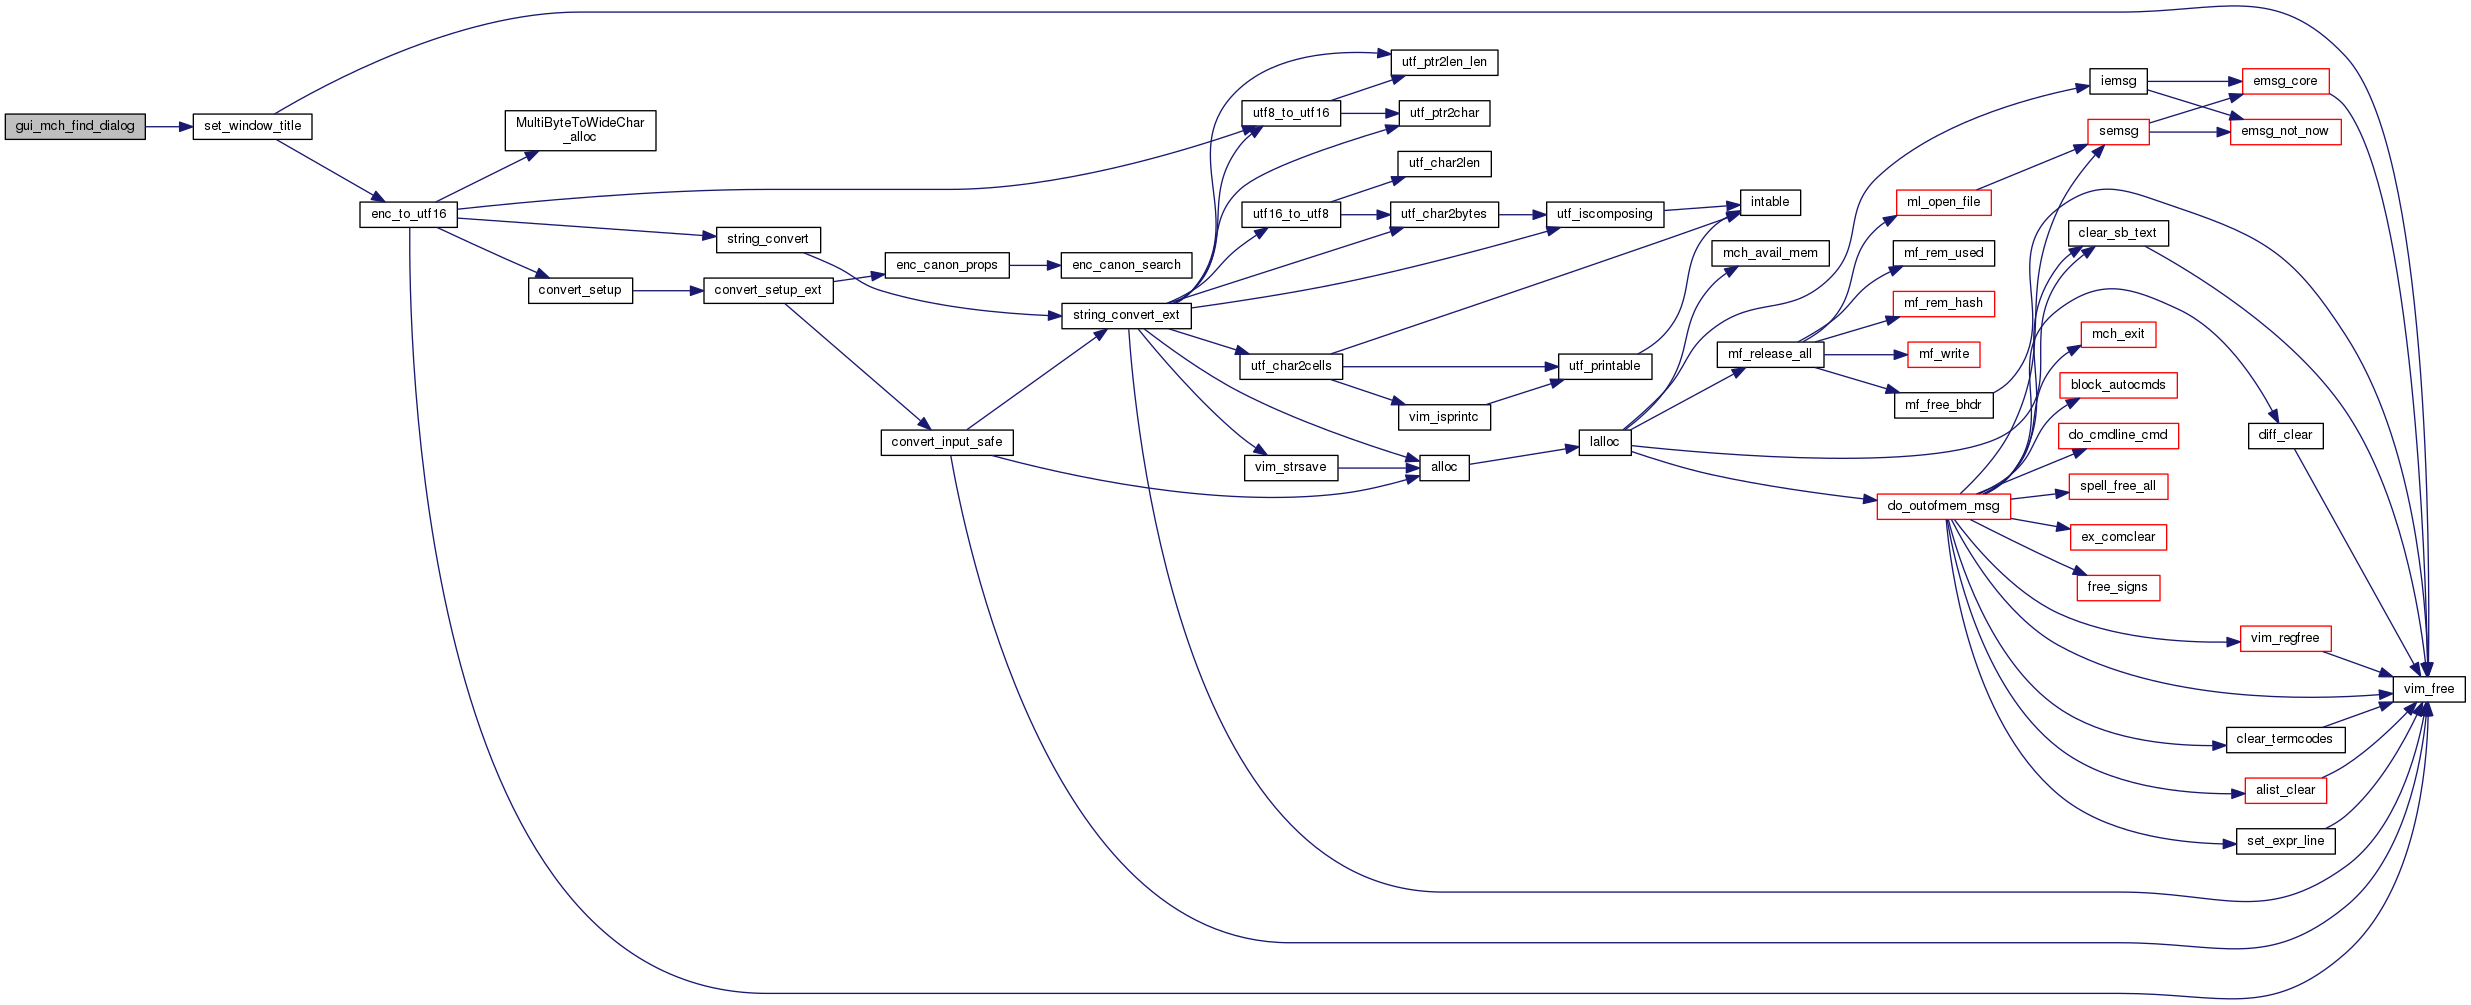 gui_mch_find_dialog
set_window_title
enc_to_utf16
MultiByteToWideChar
_alloc
string_convert
convert_setup
convert_setup_ext
enc_canon_props
enc_canon_search
convert_input_safe
string_convert_ext
utf8_to_utf16
utf16_to_utf8
utf_char2cells
vim_strsave
utf_ptr2len_len
utf_ptr2char
utf_char2len
utf_char2bytes
vim_isprintc
alloc
utf_iscomposing
utf_printable
lalloc
intable
mch_avail_mem
mf_release_all
ml_open_file
mf_rem_used
mf_rem_hash
mf_write
mf_free_bhdr
do_outofmem_msg
iemsg
semsg
clear_sb_text
mch_exit
block_autocmds
do_cmdline_cmd
spell_free_all
ex_comclear
free_signs
emsg_core
emsg_not_now
diff_clear
vim_regfree
clear_termcodes
alist_clear
set_expr_line
vim_free